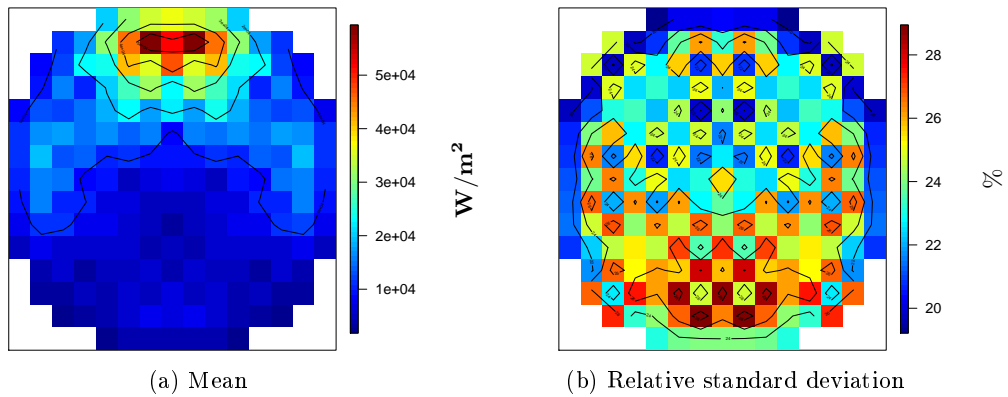 5e+04
4e+04
3e+04
2e+04
1e+04
W/m²
28
26
24
22
20
%
(a) Mean
(b) Relative standard deviation